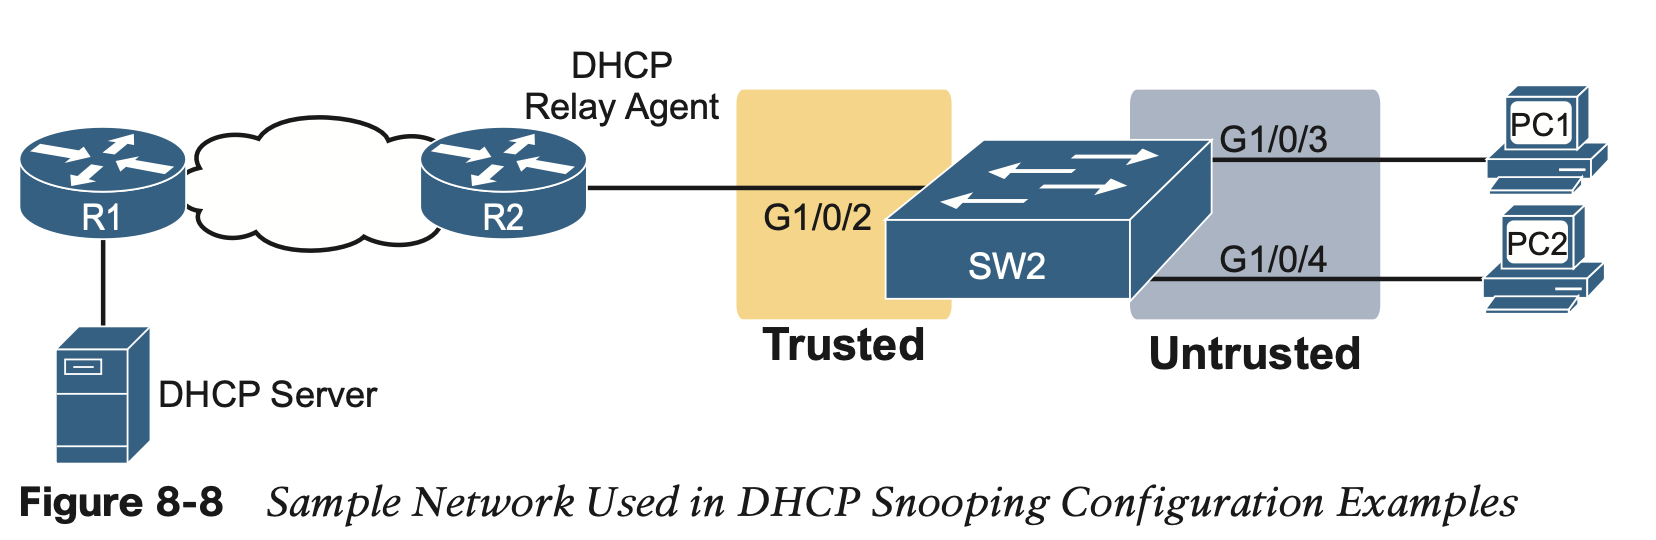 DHCP
Relay Agent
R1
R2
G1/0/2
SW2
G1/0/3
PC1
G1/0/4
PC2
Trusted
Untrusted
DHCP Server
Figure 8-8 Sample Network Used in DHCP Snooping Configuration Examples